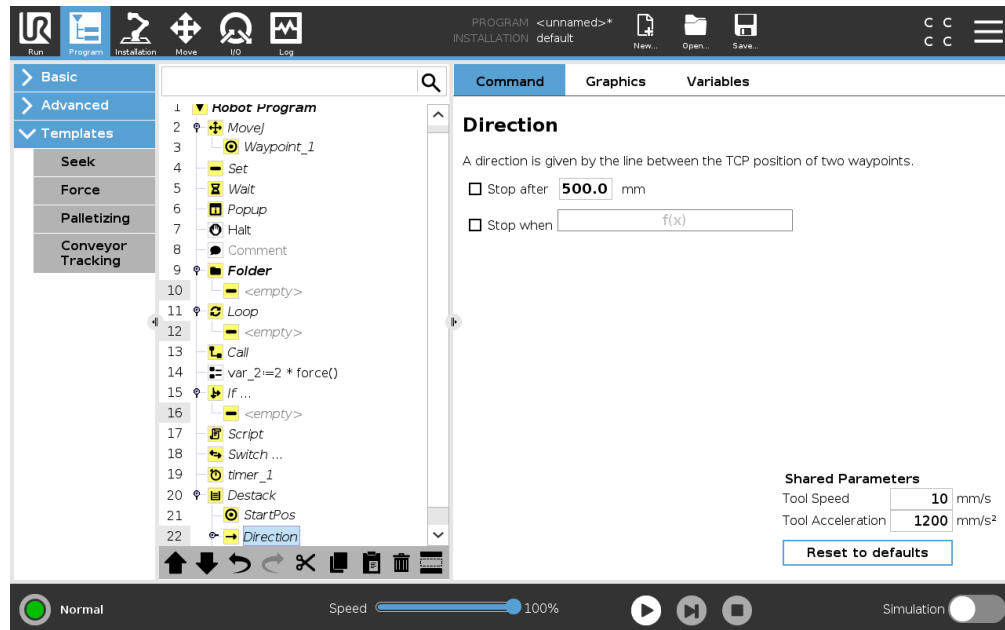 PROGRAM <unnamed>*
INSTALLATION default
C C
C C
UR
Run
Program
Installation
Move
I/O
Log
New...
Open...
Save...
Basic
Advanced
Templates
Seek
Force
Palletizing
Conveyor
Tracking
1 Robot Program
2 MoveJ
3 Waypoint_1
4 Set
5 Wait
6 Popup
7 Halt
8 Comment
9 Folder
10 <empty>
11 Loop
12 <empty>
13 Call
14 var_2:=2 * force()
15 If ...
16 <empty>
17 Script
18 Switch ...
19 timer_1
20 Destack
21 StartPos
22 Direction
Command Graphics Variables
Direction
A direction is given by the line between the TCP position of two waypoints.
Stop after 500.0 mm
Stop when f(x)
Shared Parameters
Tool Speed 10 mm/s
Tool Acceleration 1200 mm/s²
Reset to defaults
Normal
Speed 100%
Simulation